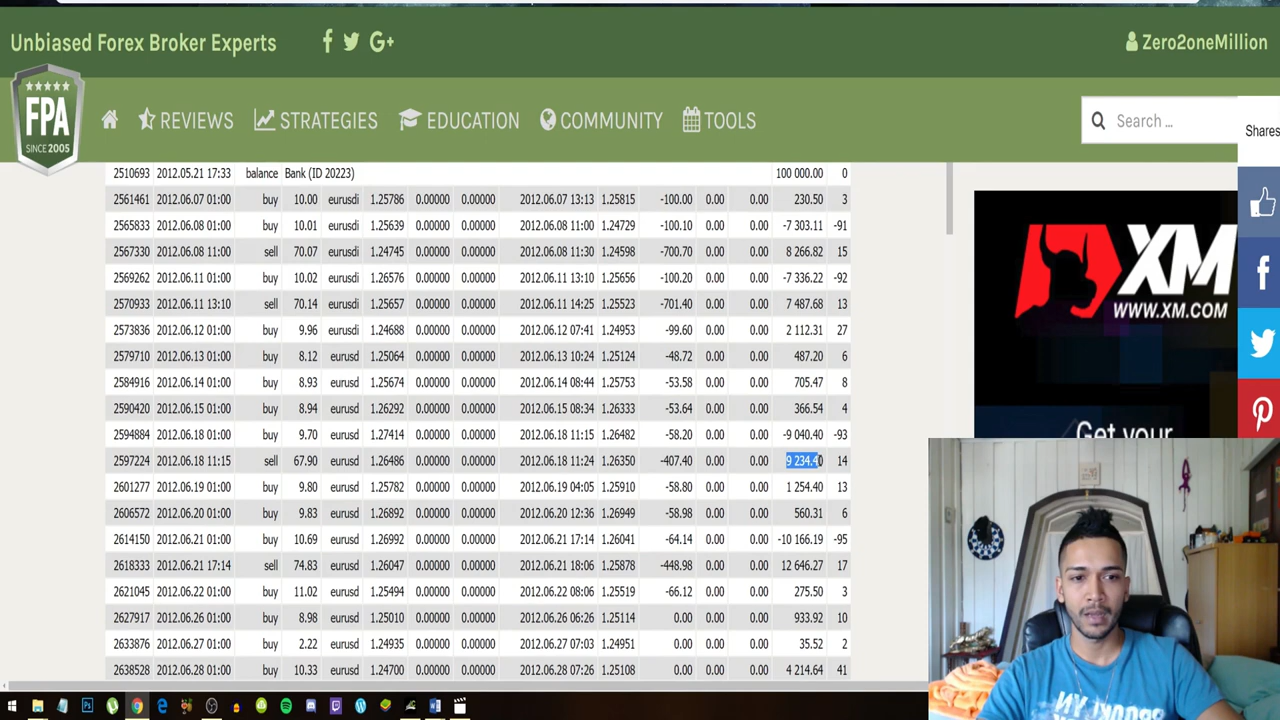 Unbiased Forex Broker Experts
Zero2oneMillion
FPA
SINCE 2005
REVIEWS STRATEGIES EDUCATION COMMUNITY TOOLS
Search ...
Shares
2510693 2012.05.21 17:33 balance Bank (ID 20223) 100 000.00 0
2561461 2012.06.07 01:00 buy 10.00 eurusdi 1.25786 0.00000 0.00000 2012.06.07 13:13 1.25815 -100.00 0.00 0.00 230.50 3
2565833 2012.06.08 01:00 buy 10.01 eurusdi 1.25639 0.00000 0.00000 2012.06.08 11:00 1.24729 -100.10 0.00 0.00 -7 303.11 -91
2567330 2012.06.08 11:00 sell 70.07 eurusdi 1.24745 0.00000 0.00000 2012.06.08 11:30 1.24598 -700.70 0.00 0.00 8 266.82 15
2569262 2012.06.11 01:00 buy 10.02 eurusdi 1.26576 0.00000 0.00000 2012.06.11 13:10 1.25656 -100.20 0.00 0.00 -7 336.22 -92
2570933 2012.06.11 13:10 sell 70.14 eurusdi 1.25657 0.00000 0.00000 2012.06.11 14:25 1.25523 -701.40 0.00 0.00 7 487.68 13
2573836 2012.06.12 01:00 buy 9.96 eurusdi 1.24688 0.00000 0.00000 2012.06.12 07:41 1.24953 -99.60 0.00 0.00 2 112.31 27
2579710 2012.06.13 01:00 buy 8.12 eurusd 1.25064 0.00000 0.00000 2012.06.13 10:24 1.25124 -48.72 0.00 0.00 487.20 6
2584916 2012.06.14 01:00 buy 8.93 eurusd 1.25674 0.00000 0.00000 2012.06.14 08:44 1.25753 -53.58 0.00 0.00 705.47 8
2590420 2012.06.15 01:00 buy 8.94 eurusd 1.26292 0.00000 0.00000 2012.06.15 08:34 1.26333 -53.64 0.00 0.00 366.54 4
2594884 2012.06.18 01:00 buy 9.70 eurusd 1.27414 0.00000 0.00000 2012.06.18 11:15 1.26482 -58.20 0.00 0.00 -9 040.40 -93
2597224 2012.06.18 11:15 sell 67.90 eurusd 1.26486 0.00000 0.00000 2012.06.18 11:24 1.26350 -407.40 0.00 0.00 9 234.40 14
2601277 2012.06.19 01:00 buy 9.80 eurusd 1.25782 0.00000 0.00000 2012.06.19 04:05 1.25910 -58.80 0.00 0.00 1 254.40 13
2606572 2012.06.20 01:00 buy 9.83 eurusd 1.26892 0.00000 0.00000 2012.06.20 12:36 1.26949 -58.98 0.00 0.00 560.31 6
2614150 2012.06.21 01:00 buy 10.69 eurusd 1.26992 0.00000 0.00000 2012.06.21 17:14 1.26041 -64.14 0.00 0.00 -10 166.19 -95
2618333 2012.06.21 17:14 sell 74.83 eurusd 1.26047 0.00000 0.00000 2012.06.21 18:06 1.25878 -448.98 0.00 0.00 12 646.27 17
2621045 2012.06.22 01:00 buy 11.02 eurusd 1.25494 0.00000 0.00000 2012.06.22 08:06 1.25519 -66.12 0.00 0.00 275.50 3
2627917 2012.06.26 01:00 buy 8.98 eurusd 1.25010 0.00000 0.00000 2012.06.26 06:26 1.25114 0.00 0.00 0.00 933.92 10
2633876 2012.06.27 01:00 buy 2.22 eurusd 1.24935 0.00000 0.00000 2012.06.27 07:03 1.24951 0.00 0.00 0.00 35.52 2
2638528 2012.06.28 01:00 buy 10.33 eurusd 1.24700 0.00000 0.00000 2012.06.28 07:26 1.25108 0.00 0.00 0.00 4 214.64 41
XM
WWW.XM.COM
Get your